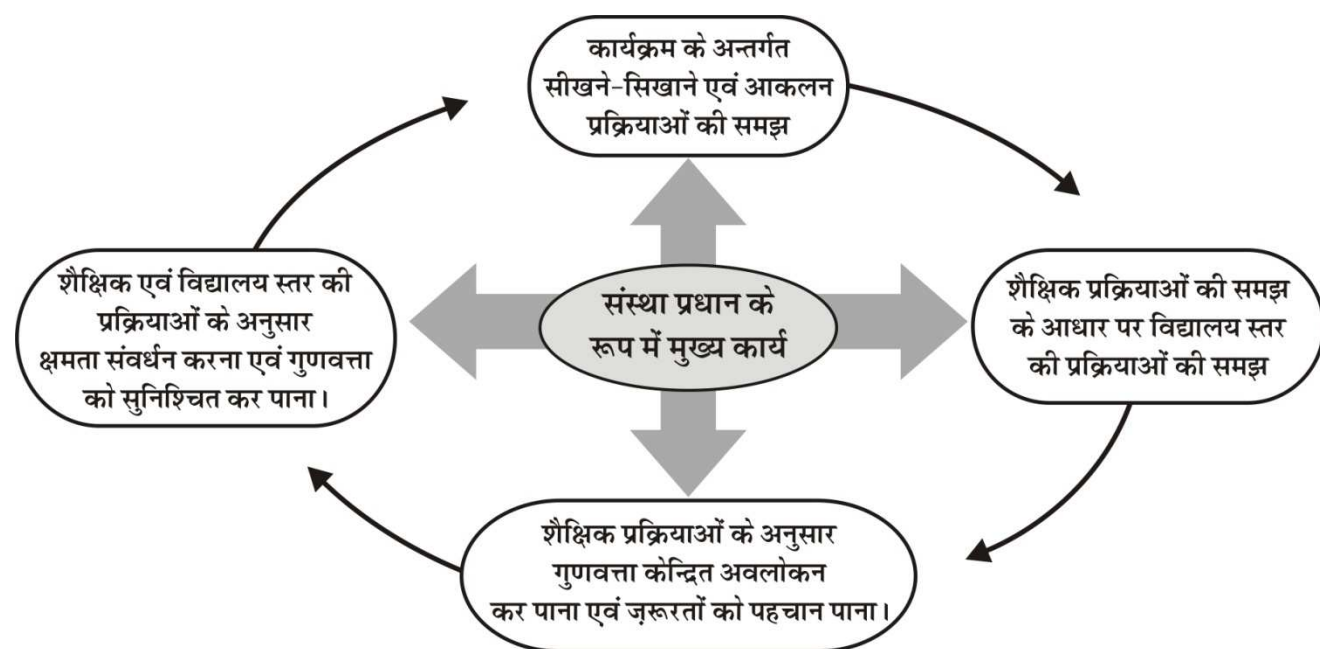 कार्यक्रम के अन्तर्गत
सीखने-सिखाने एवं आकलन
प्रक्रियाओं की समझ
शैक्षिक एवं विद्यालय स्तर की
प्रक्रियाओं के अनुसार
क्षमता संवर्धन करना एवं गुणवत्ता
को सुनिश्चित कर पाना।
संस्था प्रधान के
रूप में मुख्य कार्य
शैक्षिक प्रक्रियाओं की समझ
के आधार पर विद्यालय स्तर
की प्रक्रियाओं की समझ
शैक्षिक प्रक्रियाओं के अनुसार
गुणवत्ता केन्द्रित अवलोकन
कर पाना एवं ज़रूरतों को पहचान पाना।